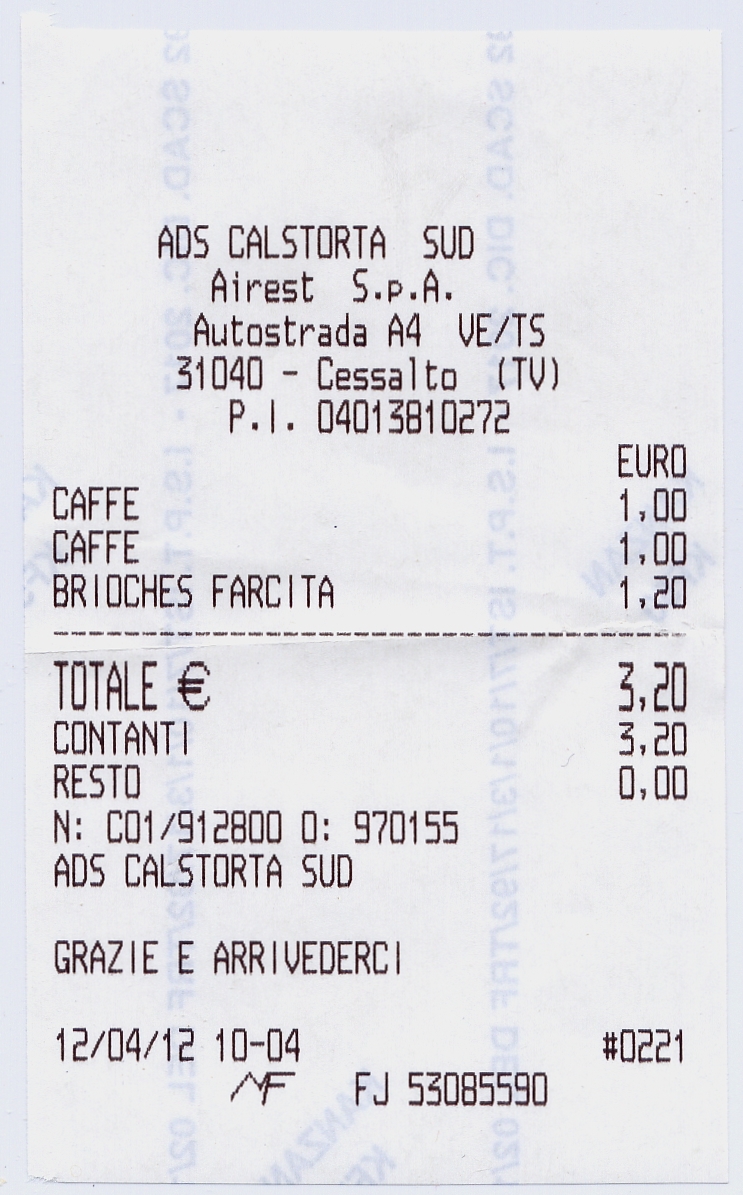 ADS CALSTORTA SUD
Airest S.p.A.
Autostrada A4 VE/TS
31040 - Cessalto (TV)
P.I. 04013810272
EURO
CAFFE 1,00
CAFFE 1,00
BRIOCHES FARCITA 1,20
TOTALE € 3,20
CONTANTI 3,20
RESTO 0,00
N: C01/912800 O: 970155
ADS CALSTORTA SUD
GRAZIE E ARRIVEDERCI
12/04/12 10-04 #0221
FJ 53085590